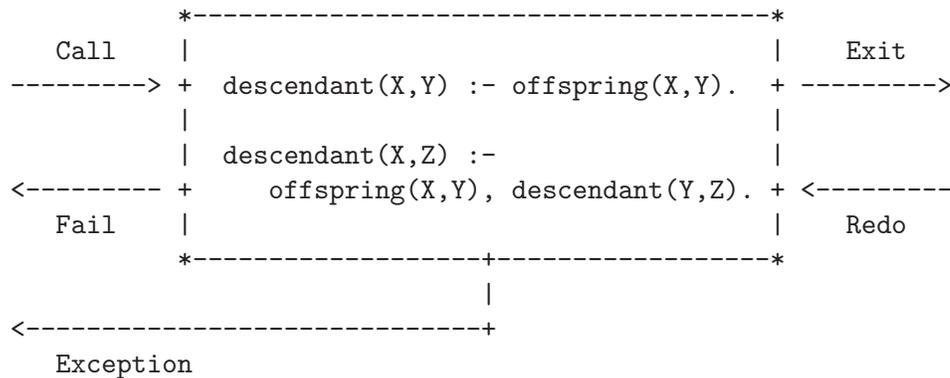 *--------------------------------------*
Call | | Exit
---------> + descendant(X,Y) :- offspring(X,Y). + --------->
| |
| descendant(X,Z) :- |
<--------- + offspring(X,Y), descendant(Y,Z). + <---------
Fail | | Redo
*-------------------+------------------*
|
<------------------------------+
Exception